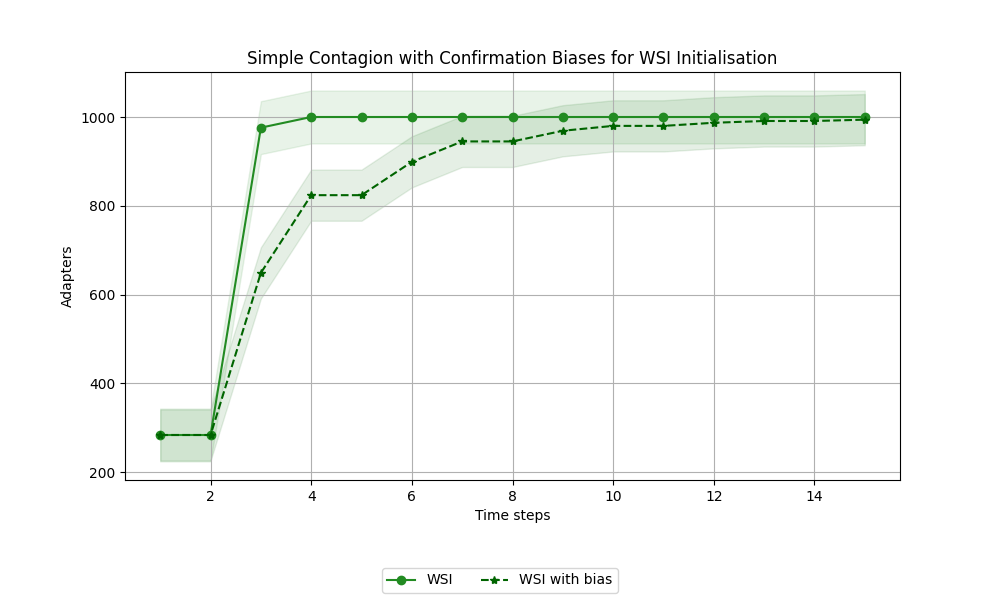 Simple Contagion with Confirmation Biases for WSI Initialisation
1000
800
600
400
200
Adapters
2 4 6 8 10 12 14
Time steps
WSI WSI with bias